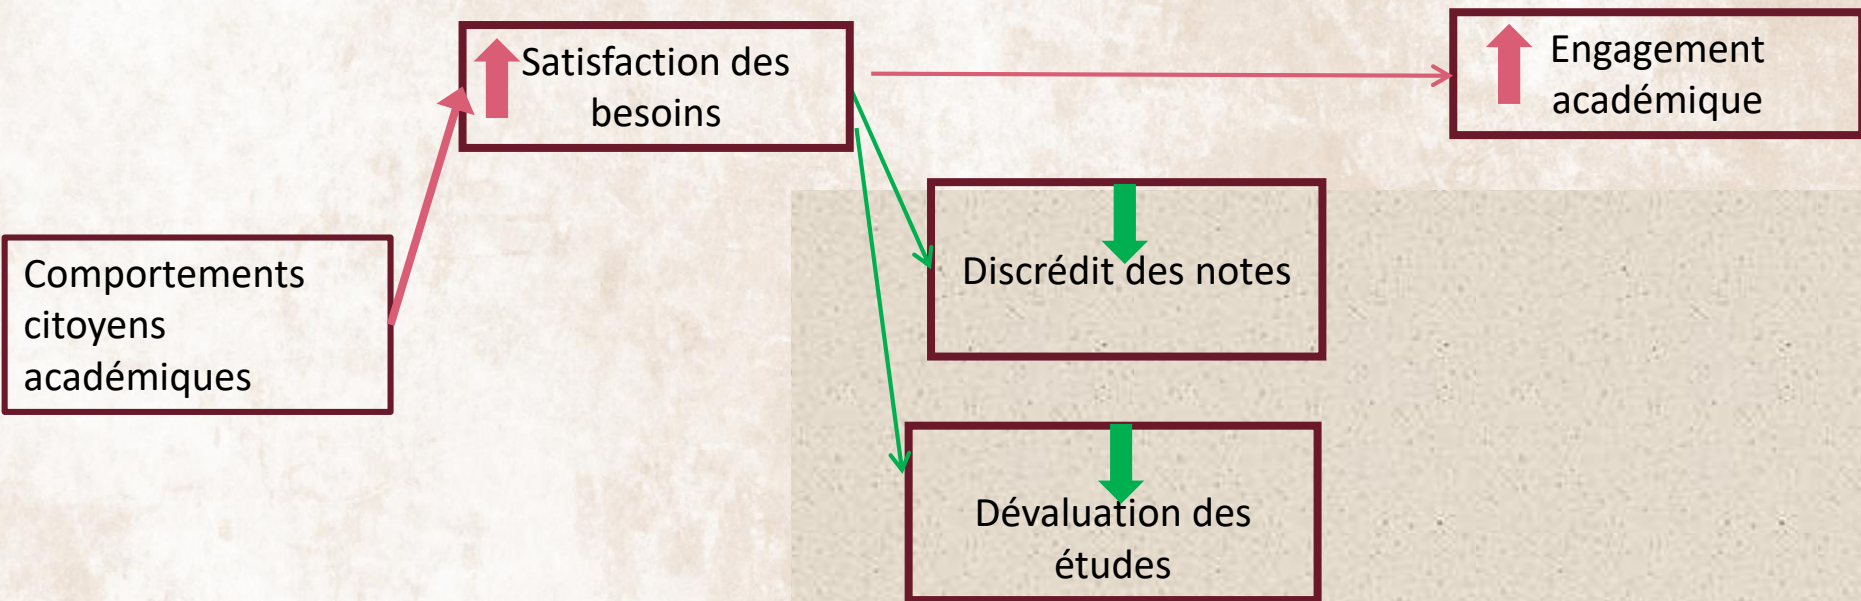 Satisfaction des
besoins
Engagement
académique
Comportements
citoyens
académiques
Discrédit des notes
Dévaluation des
études